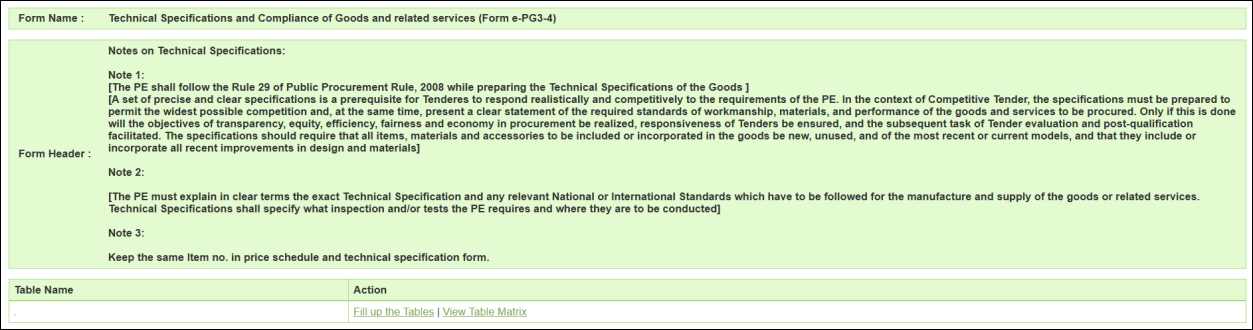 Form Name : Technical Specifications and Compliance of Goods and related services (Form e-PG3-4)
Form Header :
Notes on Technical Specifications:
Note 1:
[The PE shall follow the Rule 29 of Public Procurement Rule, 2008 while preparing the Technical Specifications of the Goods ]
[A set of precise and clear specifications is a prerequisite for Tenderes to respond realistically and competitively to the requirements of the PE. In the context of Competitive Tender, the specifications must be prepared to
permit the widest possible competition and, at the same time, present a clear statement of the required standards of workmanship, materials, and performance of the goods and services to be procured. Only if this is done
will the objectives of transparency, equity, efficiency, fairness and economy in procurement be realized, responsiveness of Tenders be ensured, and the subsequent task of Tender evaluation and post-qualification
facilitated. The specifications should require that all items, materials and accessories to be included or incorporated in the goods be new, unused, and of the most recent or current models, and that they include or
incorporate all recent improvements in design and materials]
Note 2:
[The PE must explain in clear terms the exact Technical Specification and any relevant National or International Standards which have to be followed for the manufacture and supply of the goods or related services.
Technical Specifications shall specify what inspection and/or tests the PE requires and where they are to be conducted]
Note 3:
Keep the same Item no. in price schedule and technical specification form.
Table Name Action
. Fill up the Tables | View Table Matrix